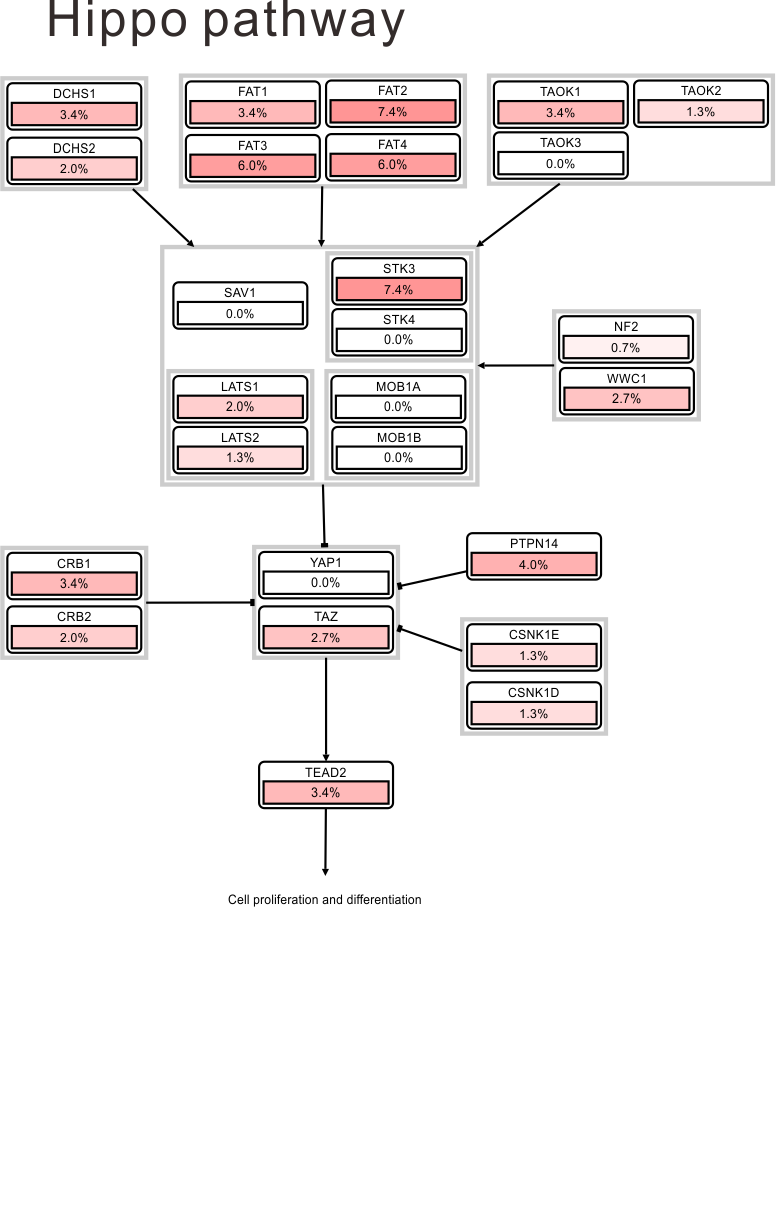 Hippo pathway
DCHS1
3.4%
DCHS2
2.0%
FAT1
3.4%
FAT2
7.4%
FAT3
6.0%
FAT4
6.0%
TAOK1
3.4%
TAOK2
1.3%
TAOK3
0.0%
SAV1
0.0%
STK3
7.4%
STK4
0.0%
LATS1
2.0%
LATS2
1.3%
MOB1A
0.0%
MOB1B
0.0%
NF2
0.7%
WWC1
2.7%
CRB1
3.4%
CRB2
2.0%
YAP1
0.0%
TAZ
2.7%
PTPN14
4.0%
CSNK1E
1.3%
CSNK1D
1.3%
TEAD2
3.4%
Cell proliferation and differentiation